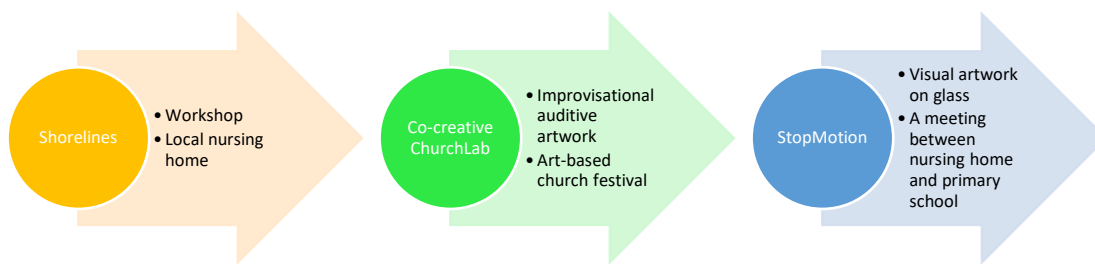 Shorelines
• Workshop
• Local nursing
home
Co-creative
ChurchLab
• Improvisational
auditive
artwork
• Art-based
church festival
StopMotion
• Visual artwork
on glass
• A meeting
between
nursing home
and primary
school